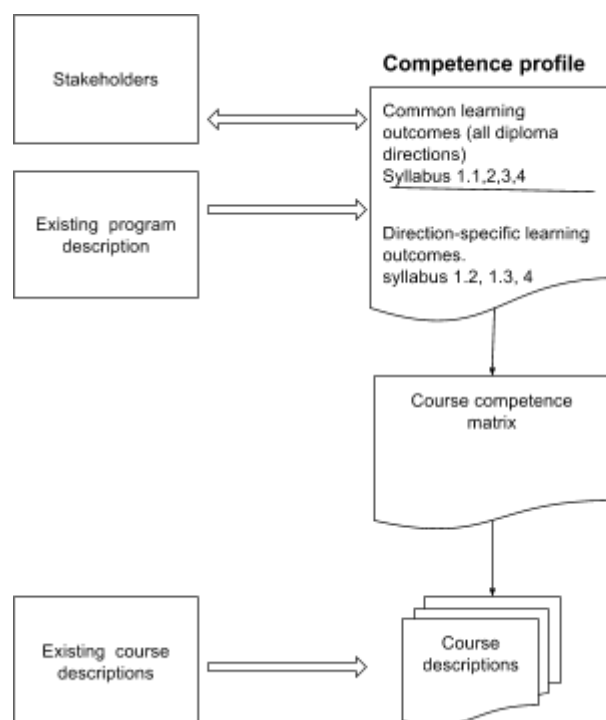 Stakeholders
Competence profile
Common learning
outcomes (all diploma
directions)
Syllabus 1.1,2,3,4
Existing program
description
Direction-specific learning
outcomes.
syllabus 1.2, 1.3, 4
Course competence
matrix
Existing course
descriptions
Course
descriptions